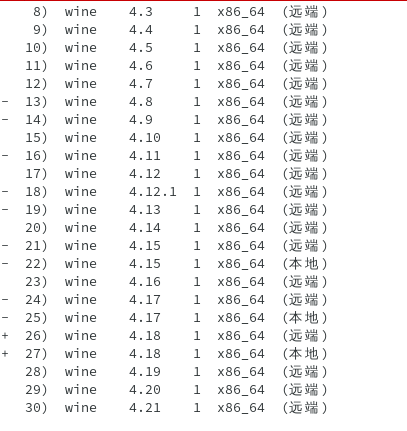 8) wine 4.3 1 x86_64 (远端)
9) wine 4.4 1 x86_64 (远端)
10) wine 4.5 1 x86_64 (远端)
11) wine 4.6 1 x86_64 (远端)
12) wine 4.7 1 x86_64 (远端)
- 13) wine 4.8 1 x86_64 (远端)
- 14) wine 4.9 1 x86_64 (远端)
15) wine 4.10 1 x86_64 (远端)
- 16) wine 4.11 1 x86_64 (远端)
17) wine 4.12 1 x86_64 (远端)
- 18) wine 4.12.1 1 x86_64 (远端)
- 19) wine 4.13 1 x86_64 (远端)
20) wine 4.14 1 x86_64 (远端)
- 21) wine 4.15 1 x86_64 (远端)
- 22) wine 4.15 1 x86_64 (本地)
23) wine 4.16 1 x86_64 (远端)
- 24) wine 4.17 1 x86_64 (远端)
- 25) wine 4.17 1 x86_64 (本地)
+ 26) wine 4.18 1 x86_64 (远端)
+ 27) wine 4.18 1 x86_64 (本地)
28) wine 4.19 1 x86_64 (远端)
29) wine 4.20 1 x86_64 (远端)
30) wine 4.21 1 x86_64 (远端)